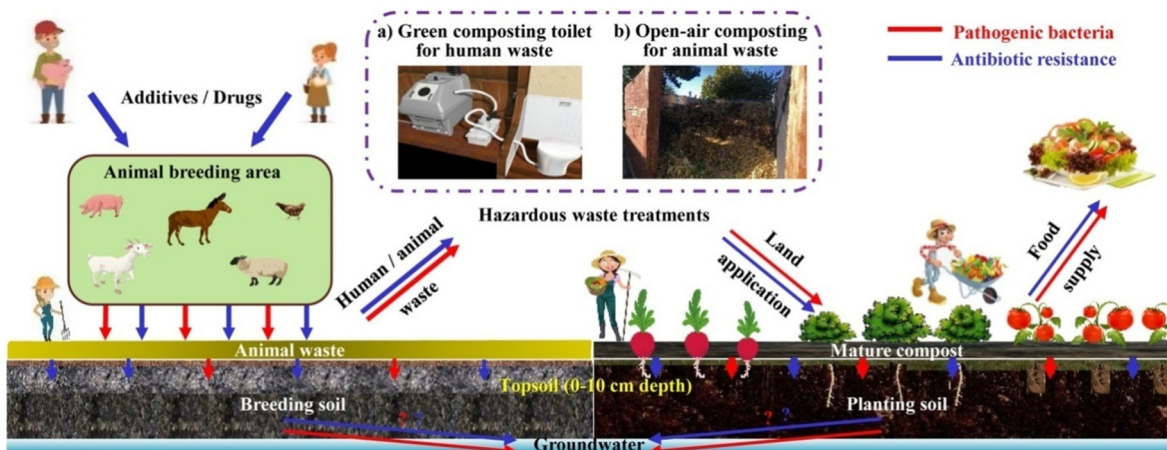 a) Green composting toilet
for human waste
b) Open-air composting
for animal waste
Pathogenic bacteria
Antibiotic resistance
Additives / Drugs
Animal breeding area
Hazardous waste treatments
Human / animal
waste
Land
application
Food
supply
Animal waste
Mature compost
Topsoil (0-10 cm depth)
Breeding soil
Planting soil
? ?
? ?
Groundwater